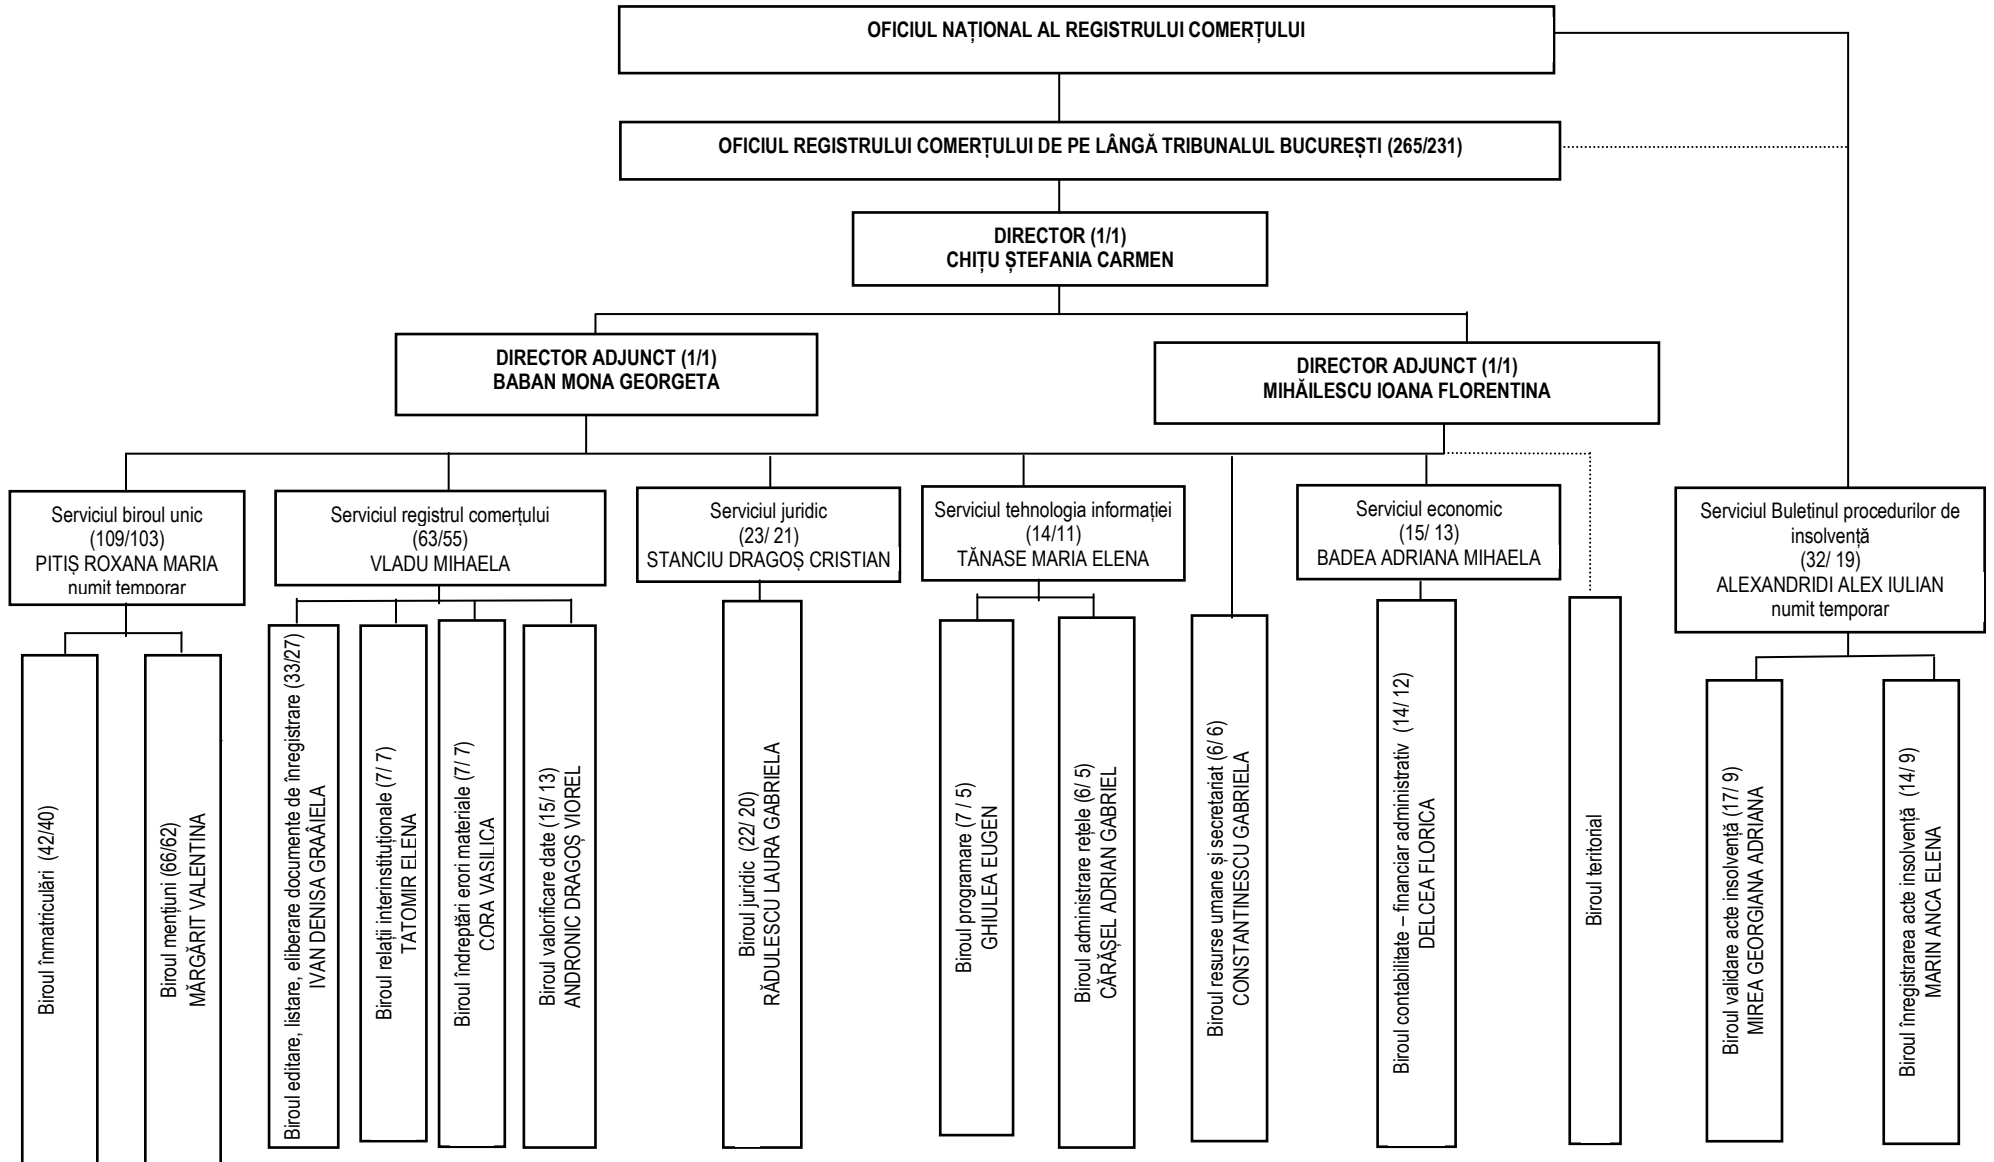 OFICIUL NAȚIONAL AL REGISTRULUI COMERȚULUI
OFICIUL REGISTRULUI COMERȚULUI DE PE LÂNGĂ TRIBUNALUL BUCUREȘTI (265/231)
DIRECTOR (1/1)
CHIȚU ȘTEFANIA CARMEN
DIRECTOR ADJUNCT (1/1)
BABAN MONA GEORGETA
DIRECTOR ADJUNCT (1/1)
MIHĂILESCU IOANA FLORENTINA
Serviciul biroul unic
(109/103)
PITIȘ ROXANA MARIA
numit temporar
Serviciul registrul comerțului
(63/55)
VLADU MIHAELA
Serviciul juridic
(23/ 21)
STANCIU DRAGOȘ CRISTIAN
Serviciul tehnologia informației
(14/11)
TĂNASE MARIA ELENA
Serviciul economic
(15/ 13)
BADEA ADRIANA MIHAELA
Serviciul Buletinul procedurilor de
insolvență
(32/ 19)
ALEXANDRIDI ALEX IULIAN
numit temporar
Biroul înmatriculări (42/40)
Biroul mențiuni (66/62)
MĂRGĂRIT VALENTINA
Biroul editare, listare, eliberare documente de înregistrare (33/27)
IVAN DENISA GRAÂIELA
Biroul relații interinstituționale (7/ 7)
TATOMIR ELENA
Biroul îndreptări erori materiale (7/ 7)
CORA VASILICA
Biroul valorificare date (15/ 13)
ANDRONIC DRAGOȘ VIOREL
Biroul juridic (22/ 20)
RĂDULESCU LAURA GABRIELA
Biroul programare (7 / 5)
GHIULEA EUGEN
Biroul administrare rețele (6/ 5)
CĂRĂȘEL ADRIAN GABRIEL
Biroul resurse umane și secretariat (6/ 6)
CONSTANTINESCU GABRIELA
Biroul contabilitate – financiar administrativ (14/ 12)
DELCEA FLORICA
Biroul teritorial
Biroul validare acte insolvență (17/ 9)
MIREA GEORGIANA ADRIANA
Biroul înregistrarea acte insolvență (14/ 9)
MARIN ANCA ELENA